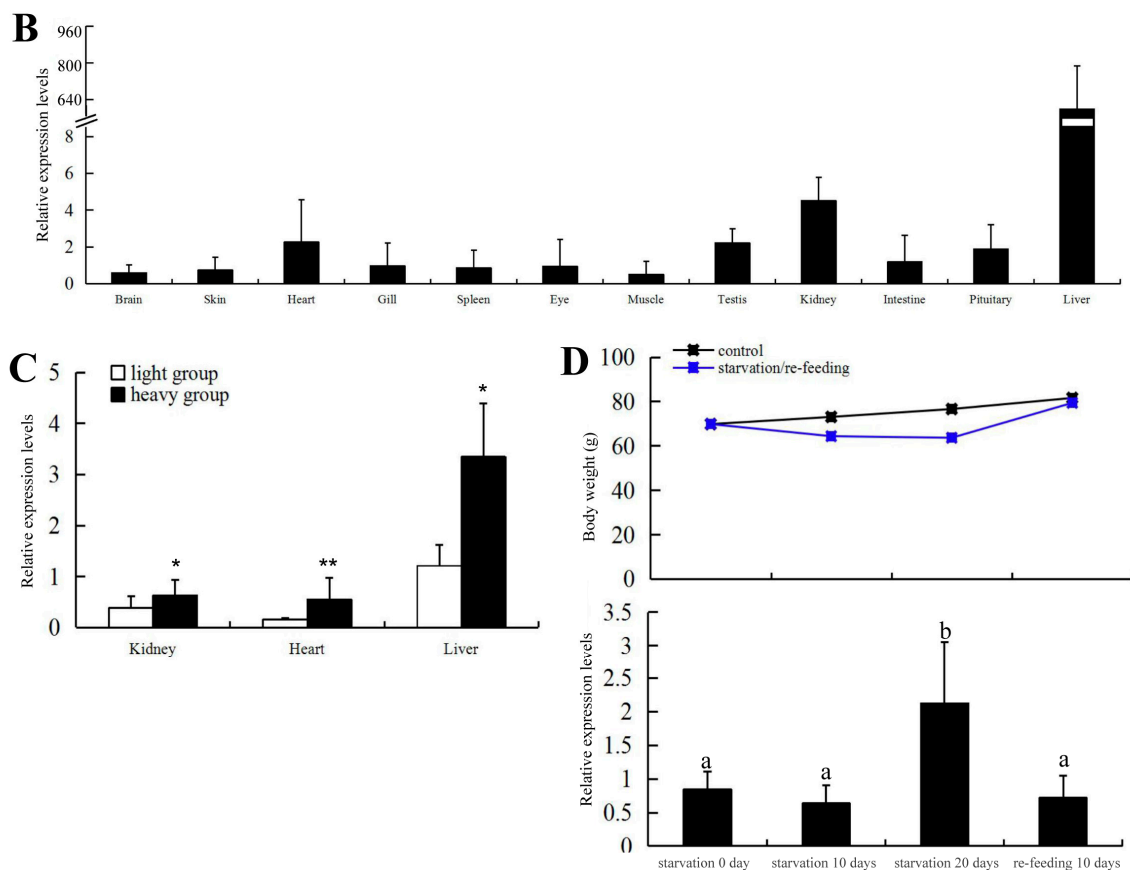 B
Relative expression levels
960
800
640
8
6
4
2
0
Brain Skin Heart Gill Spleen Eye Muscle Testis Kidney Intestine Pituitary Liver
C
Relative expression levels
5
4
3
2
1
0
light group
heavy group
*
**
*
Kidney Heart Liver
D
Body weight (g)
100
80
60
40
20
0
control
starvation/re-feeding
Relative expression levels
3.5
3
2.5
2
1.5
1
0.5
0
a
a
b
a
starvation 0 day starvation 10 days starvation 20 days re-feeding 10 days